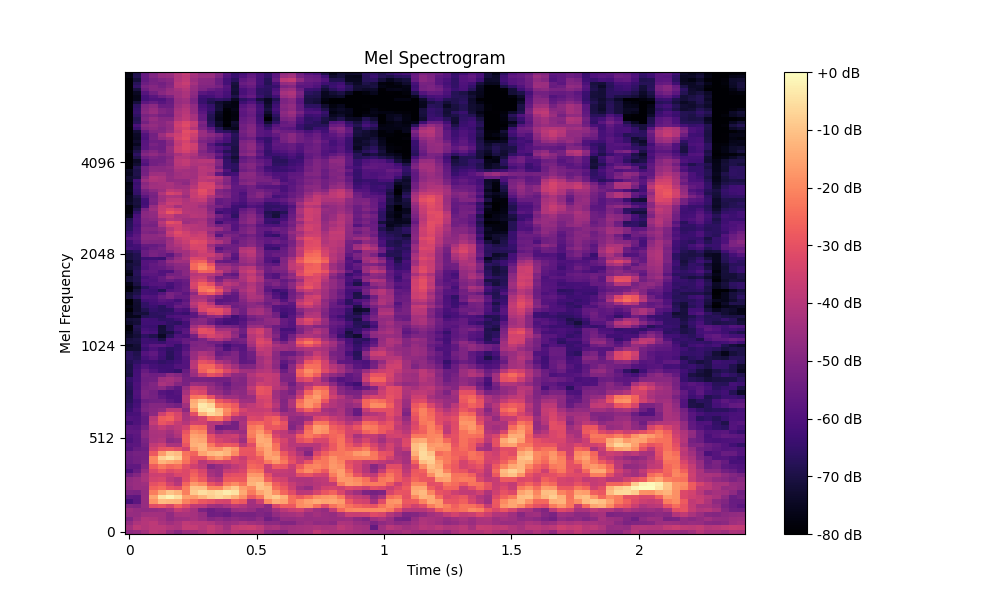 Mel Spectrogram
+0 dB
-10 dB
4096
-20 dB
2048
-30 dB
Mel Frequency
-40 dB
1024
-50 dB
512
-60 dB
-70 dB
0
-80 dB
0 0.5 1 1.5 2
Time (s)